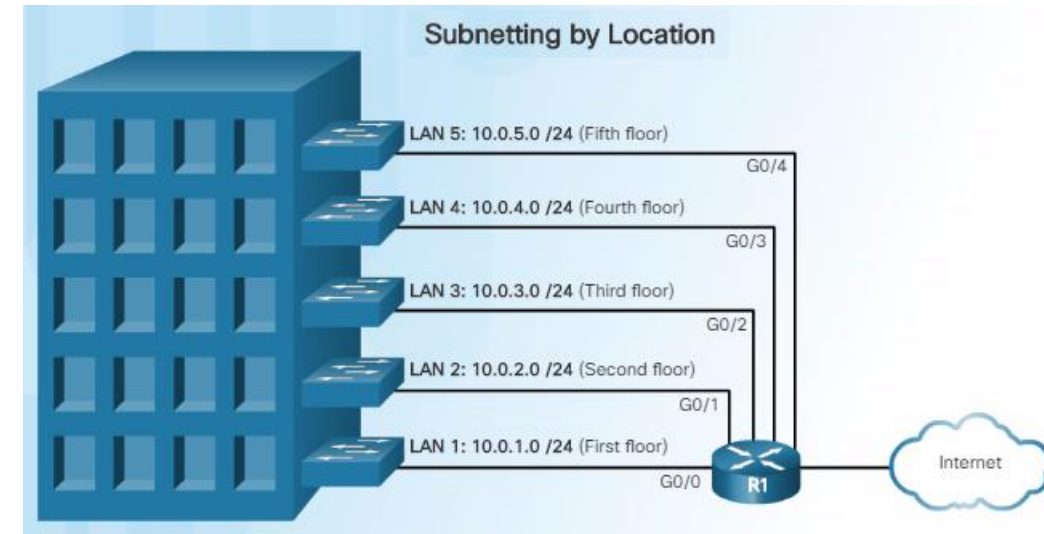 Subnetting by Location
LAN 5: 10.0.5.0 /24 (Fifth floor)
G0/4
LAN 4: 10.0.4.0 /24 (Fourth floor)
G0/3
LAN 3: 10.0.3.0 /24 (Third floor)
G0/2
LAN 2: 10.0.2.0 /24 (Second floor)
G0/1
LAN 1: 10.0.1.0 /24 (First floor)
G0/0
R1
Internet